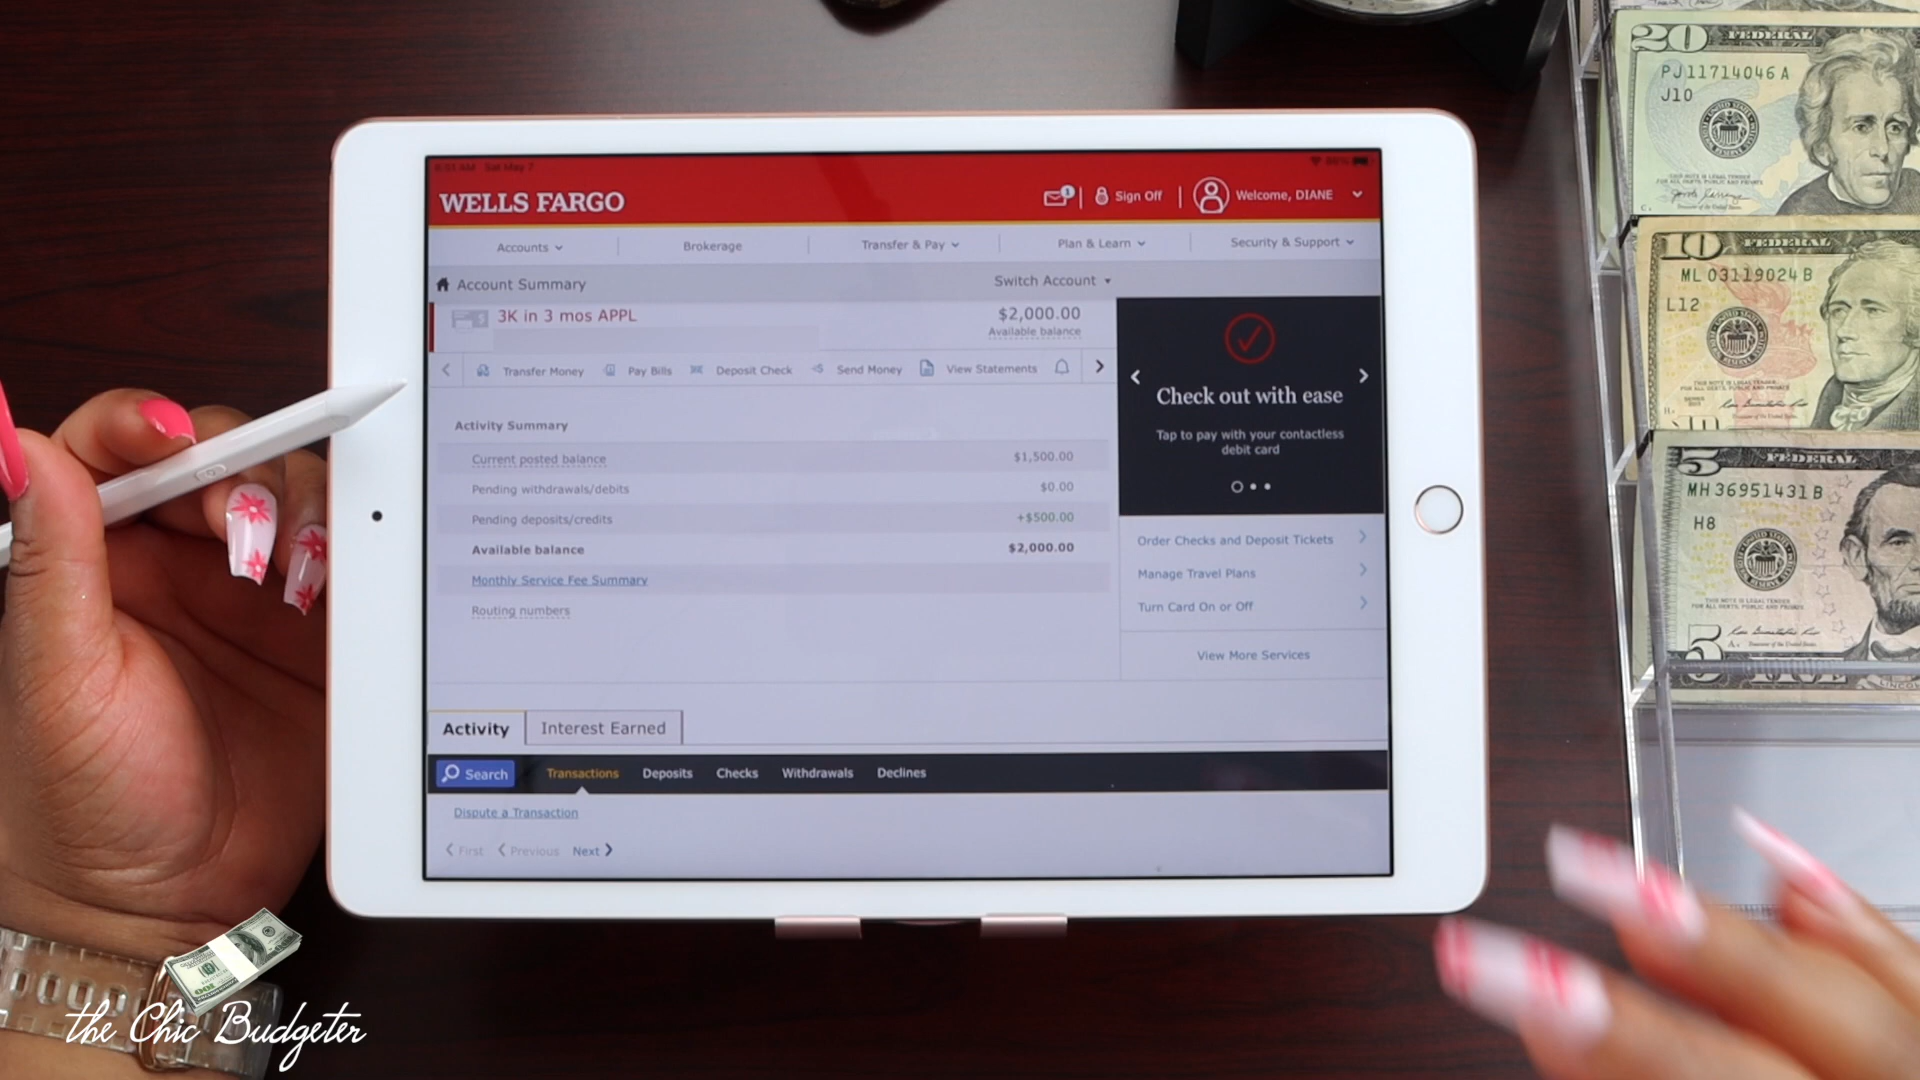 Sat May 7
WELLS FARGO
1 Sign Off Welcome, DIANE
Accounts Brokerage Transfer & Pay Plan & Learn Security & Support
Account Summary Switch Account
3K in 3 mos APPL $2,000.00
Available balance
Transfer Money Pay Bills Deposit Check Send Money View Statements
Activity Summary
Current posted balance $1,500.00
Pending withdrawals/debits $0.00
Pending deposits/credits +$500.00
Available balance $2,000.00
Monthly Service Fee Summary
Routing numbers
Check out with ease
Tap to pay with your contactless
debit card
Order Checks and Deposit Tickets
Manage Travel Plans
Turn Card On or Off
View More Services
Activity Interest Earned
Search Transactions Deposits Checks Withdrawals Declines
Dispute a Transaction
First Previous Next
20 FEDERAL
PJ11714046A
J10
10 FEDERAL
ML03119024B
L12
5 FEDERAL
MH36951431B
H8
5
the Chic Budgeter